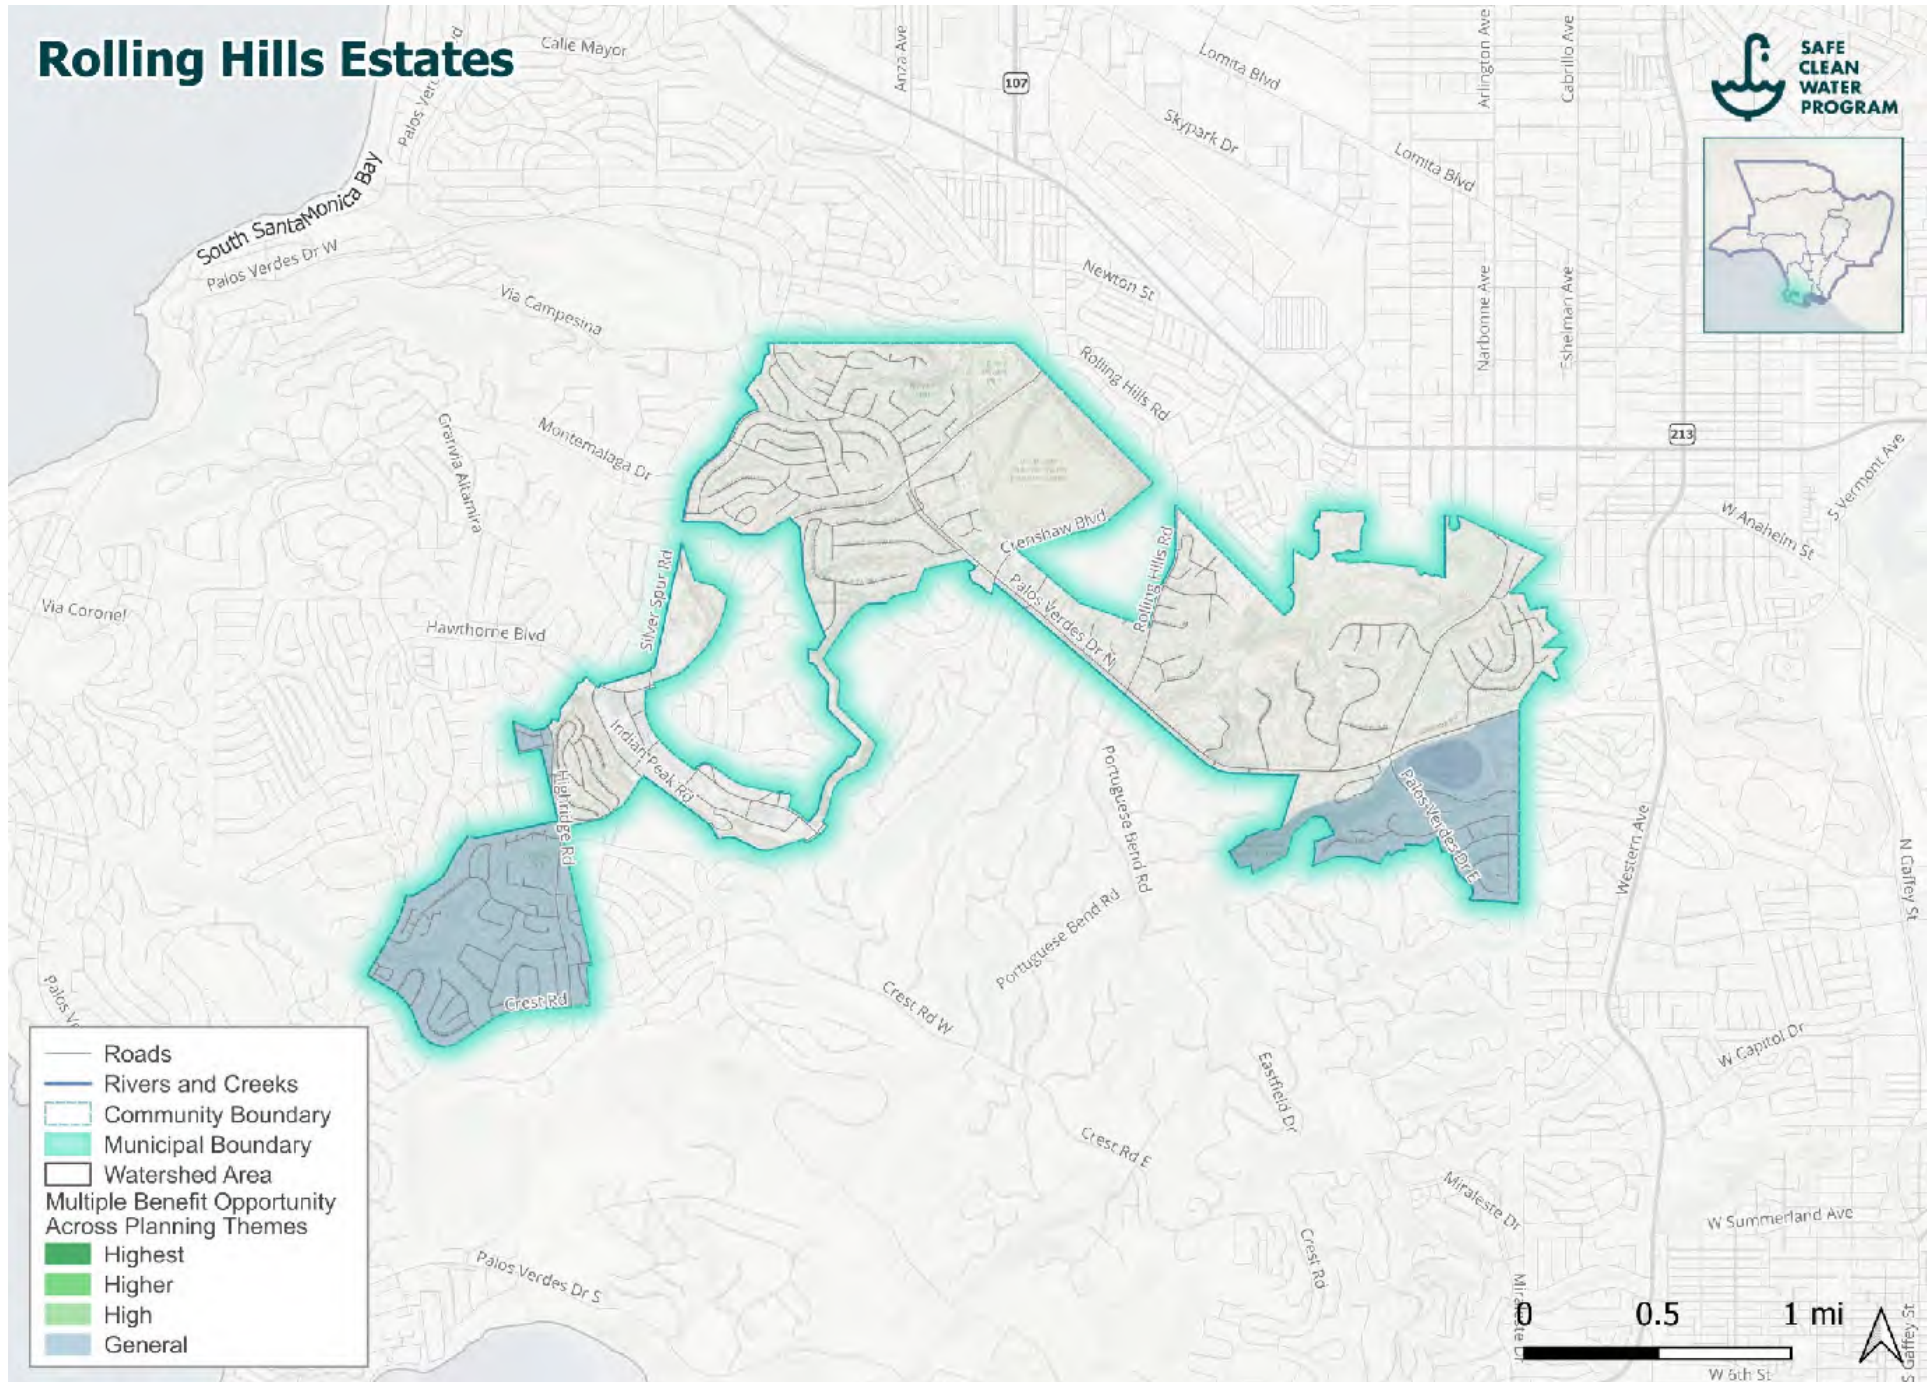 Rolling Hills Estates
SAFE
CLEAN
WATER
PROGRAM
Calle Mayor
Anza Ave
107
Lomita Blvd
Arlington Ave
Cabrillo Ave
Skypark Dr
Lomita Blvd
South Santa Monica Bay
Palos Verdes Dr W
Via Campesina
Newton St
Narbonne Ave
Eshelman Ave
Rolling Hills Rd
Granvia Altamira
Montemalaga Dr
213
S Vermont Ave
W Anaheim St
Crenshaw Blvd
Rolling Hills Rd
Silver Spur Rd
Via Coronel
Hawthorne Blvd
Palos Verdes Dr N
Indian Peak Rd
Highridge Rd
Portuguese Bend Rd
Palos Verdes Dr E
Western Ave
N Gaffey St
Portuguese Bend Rd
Crest Rd
Crest Rd W
W Capitol Dr
Eastfield Dr
Crest Rd E
Miraleste Dr
W Summerland Ave
Crest Rd
Palos Verdes Dr S
S Gaffey St
W 6th St
Roads
Rivers and Creeks
Community Boundary
Municipal Boundary
Watershed Area
Multiple Benefit Opportunity
Across Planning Themes
Highest
Higher
High
General
0 0.5 1 mi